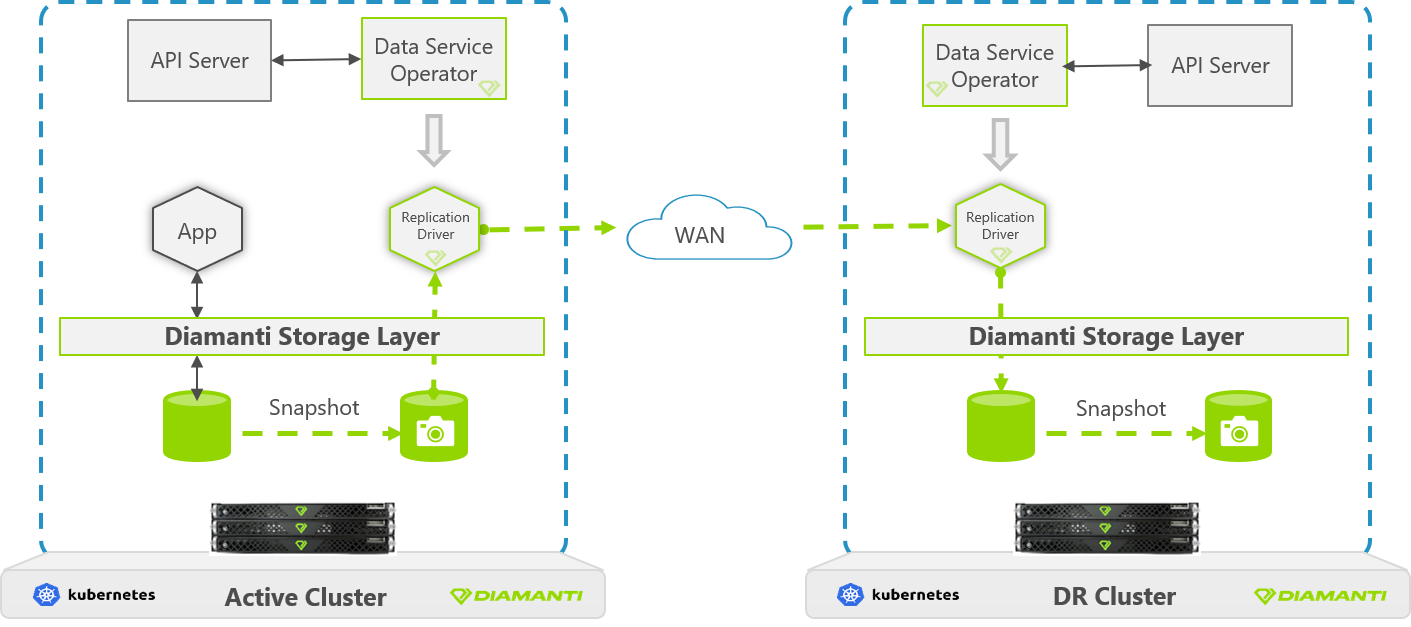 API Server
Data Service
Operator
Data Service
Operator
API Server
App
Replication
Driver
WAN
Replication
Driver
Diamanti Storage Layer
Diamanti Storage Layer
Snapshot
Snapshot
kubernetes
Active Cluster
DIAMANTI
kubernetes
DR Cluster
DIAMANTI